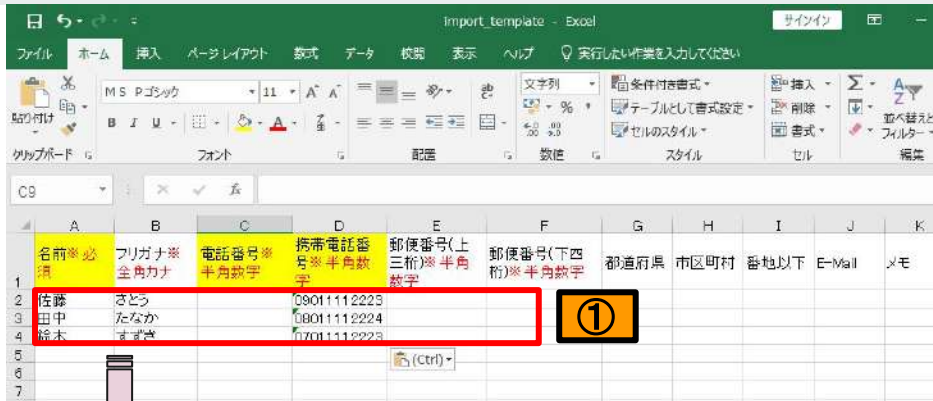 import_template - Excel サインイン
ファイル ホーム 挿入 ページ レイアウト 数式 データ 校閲 表示 ヘルプ 実行したい作業を入力してください
貼り付け MS Pゴシック 11 A A ab 文字列 条件付き書式 挿入 Σ A Z
B I U A % , テーブルとして書式設定 削除 並べ替えと
セルのスタイル 書式 フィルター
クリップボード フォント 配置 数値 スタイル セル 編集
C9 fx
A B C D E F G H I J K
1 名前※必須 フリガナ※全角カナ 電話番号※半角数字 携帯電話番号※半角数字 郵便番号(上三桁)※半角数字 郵便番号(下四桁)※半角数字 都道府県 市区町村 番地以下 E-Mail メモ
2 佐藤 さとう 09011112223
3 田中 たなか 08011112224
4 鈴木 すずき 07011112223
①
5 (Ctrl)
6
7